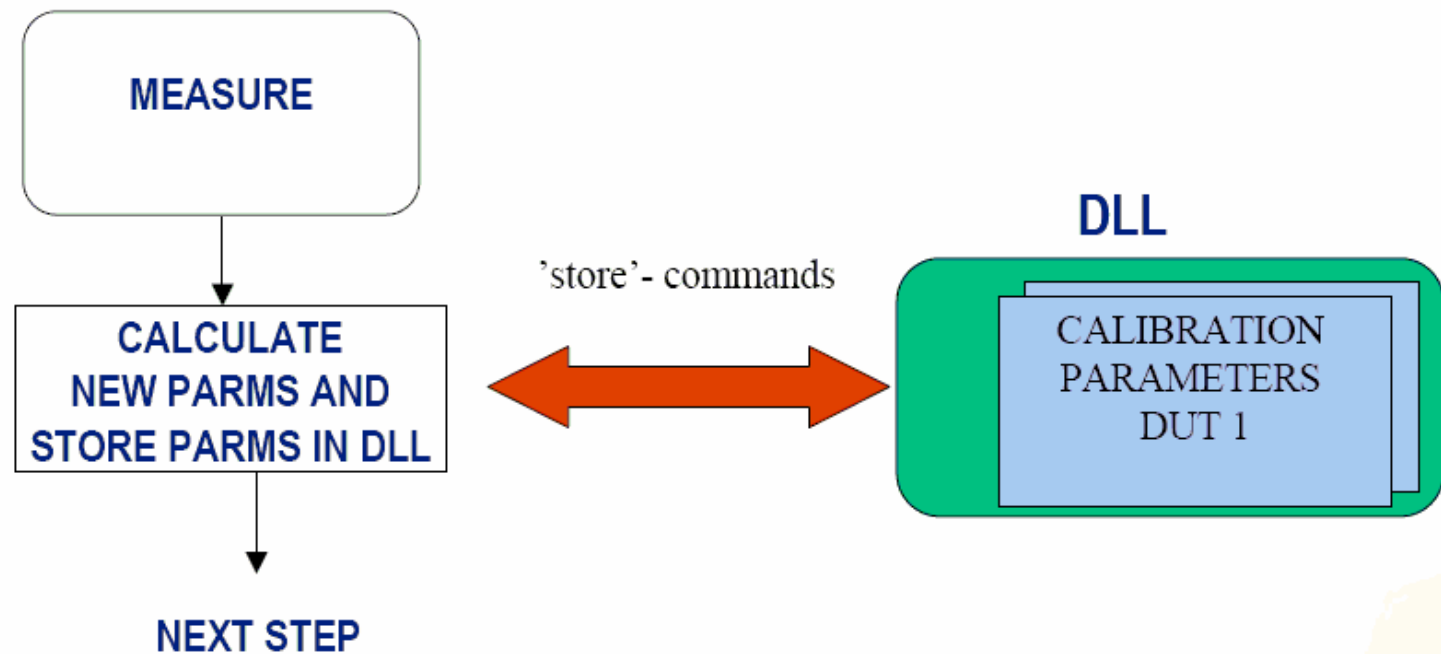 MEASURE
CALCULATE
NEW PARMS AND
STORE PARMS IN DLL
NEXT STEP
’store’- commands
DLL
CALIBRATION
PARAMETERS
DUT 1